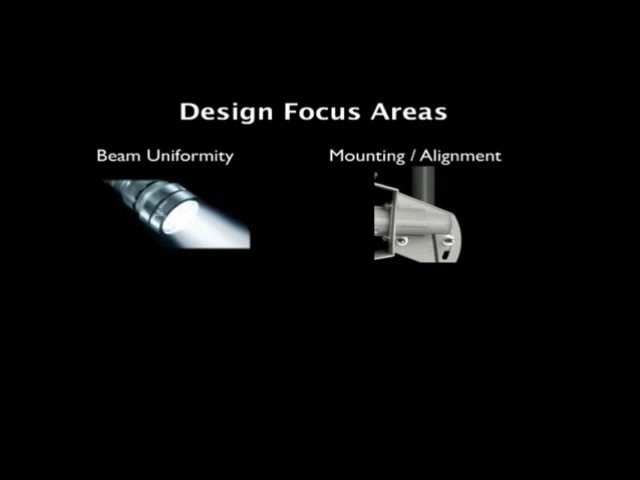 Design Focus Areas
Beam Uniformity
Mounting / Alignment